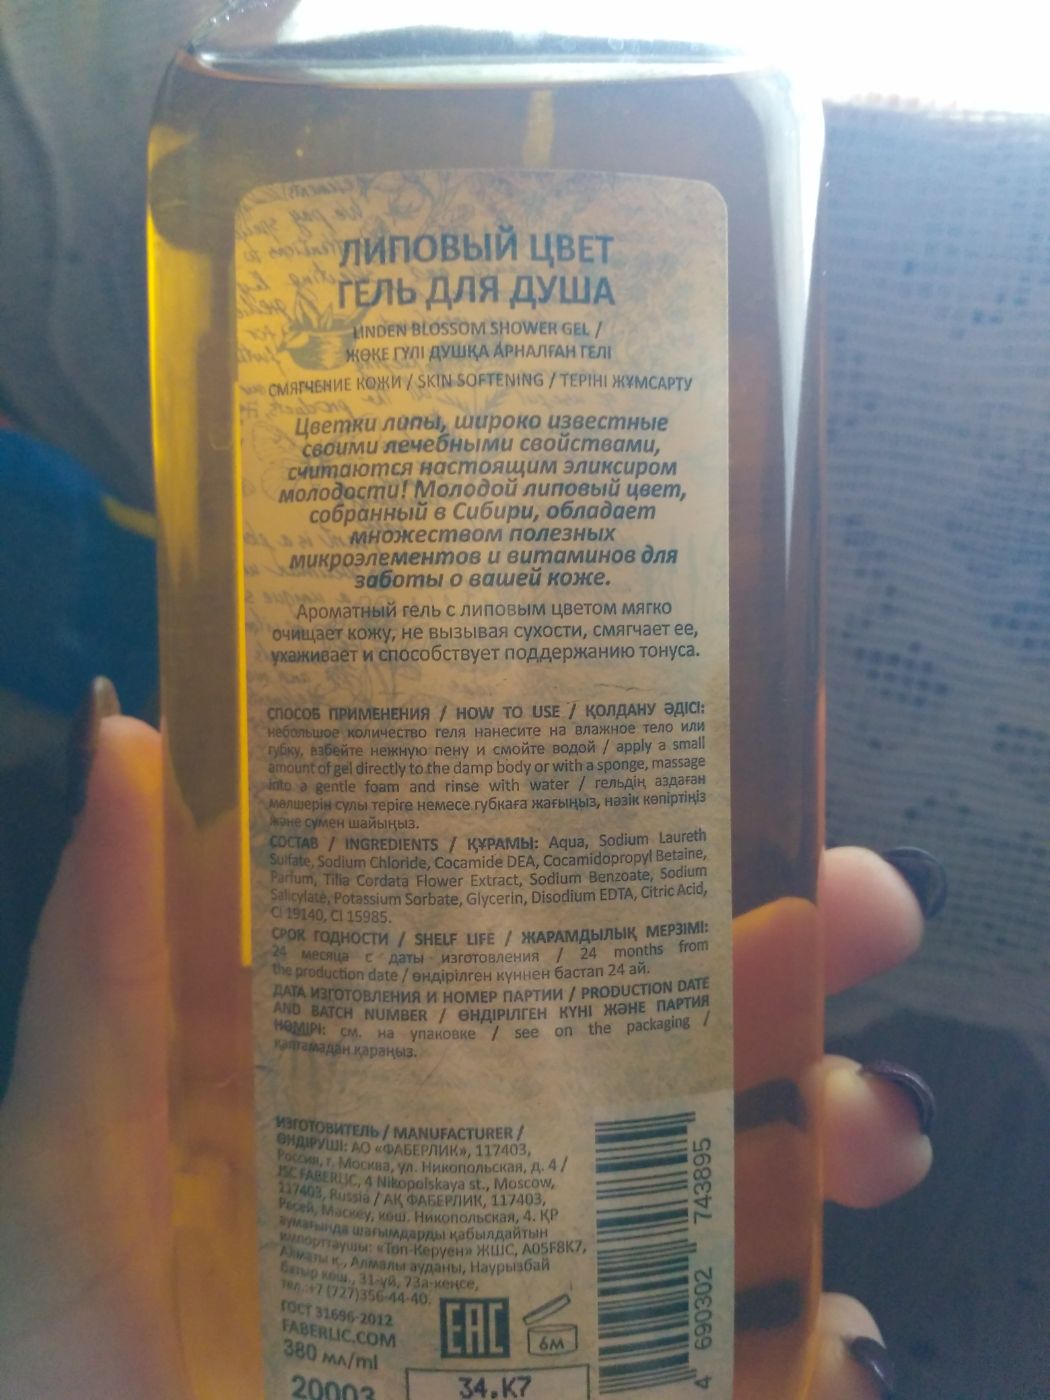 ЛИПОВЫЙ ЦВЕТ
ГЕЛЬ ДЛЯ ДУША
LINDEN BLOSSOM SHOWER GEL /
ЖӨКЕ ГҮЛІ ДУШҚА АРНАЛҒАН ГЕЛІ
СМЯГЧЕНИЕ КОЖИ / SKIN SOFTENING / ТЕРІНІ ЖҰМСАРТУ
Цветки липы, широко известные
своими лечебными свойствами,
считаются настоящим эликсиром
молодости! Молодой липовый цвет,
собранный в Сибири, обладает
множеством полезных
микроэлементов и витаминов для
заботы о вашей коже.
Ароматный гель с липовым цветом мягко
очищает кожу, не вызывая сухости, смягчает ее,
ухаживает и способствует поддержанию тонуса.
СПОСОБ ПРИМЕНЕНИЯ / HOW TO USE / ҚОЛДАНУ ӘДІСІ:
небольшое количество геля нанесите на влажное тело или
губку, взбейте нежную пену и смойте водой / apply a small
amount of gel directly to the damp body or with a sponge, massage
into a gentle foam and rinse with water / гельдің аздаған
мөлшерін сулы теріге немесе губкаға жағыңыз, нәзік көпіртіңіз
және сумен шайыңыз.
СОСТАВ / INGREDIENTS / ҚҰРАМЫ: Aqua, Sodium Laureth
Sulfate, Sodium Chloride, Cocamide DEA, Cocamidopropyl Betaine,
Parfum, Tilia Cordata Flower Extract, Sodium Benzoate, Sodium
Salicylate, Potassium Sorbate, Glycerin, Disodium EDTA, Citric Acid,
CI 19140, CI 15985.
СРОК ГОДНОСТИ / SHELF LIFE / ЖАРАМДЫЛЫҚ МЕРЗІМІ:
24 месяца с даты изготовления / 24 months from
the production date / өндірілген күннен бастап 24 ай.
ДАТА ИЗГОТОВЛЕНИЯ И НОМЕР ПАРТИИ / PRODUCTION DATE
AND BATCH NUMBER / ӨНДІРІЛГЕН КҮНІ ЖӘНЕ ПАРТИЯ
НӨМІРІ: см. на упаковке / see on the packaging /
қаптамадан қараңыз.
ИЗГОТОВИТЕЛЬ / MANUFACTURER /
ӨНДІРУШІ: АО «ФАБЕРЛИК», 117403,
Россия, г. Москва, ул. Никопольская, д. 4 /
JSC FABERLIC, 4 Nikopolskaya st., Moscow,
117403, Russia / АҚ ФАБЕРЛИК, 117403,
Ресей, Мәскеу, көш. Никопольская, 4. ҚР
аумағында шағымдарды қабылдайтын
импорттаушы: «Топ-Керуен» ЖШС, A05F8K7,
Алматы қ., Алмалы ауданы, Наурызбай
батыр көш., 31-үй, 73а-кеңсе,
тел.:+7 (727)356-44-40.
ГОСТ 31696-2012
FABERLIC.COM
380 мл/ml
20003
EAC
6M
34.K7
4 690302 743895